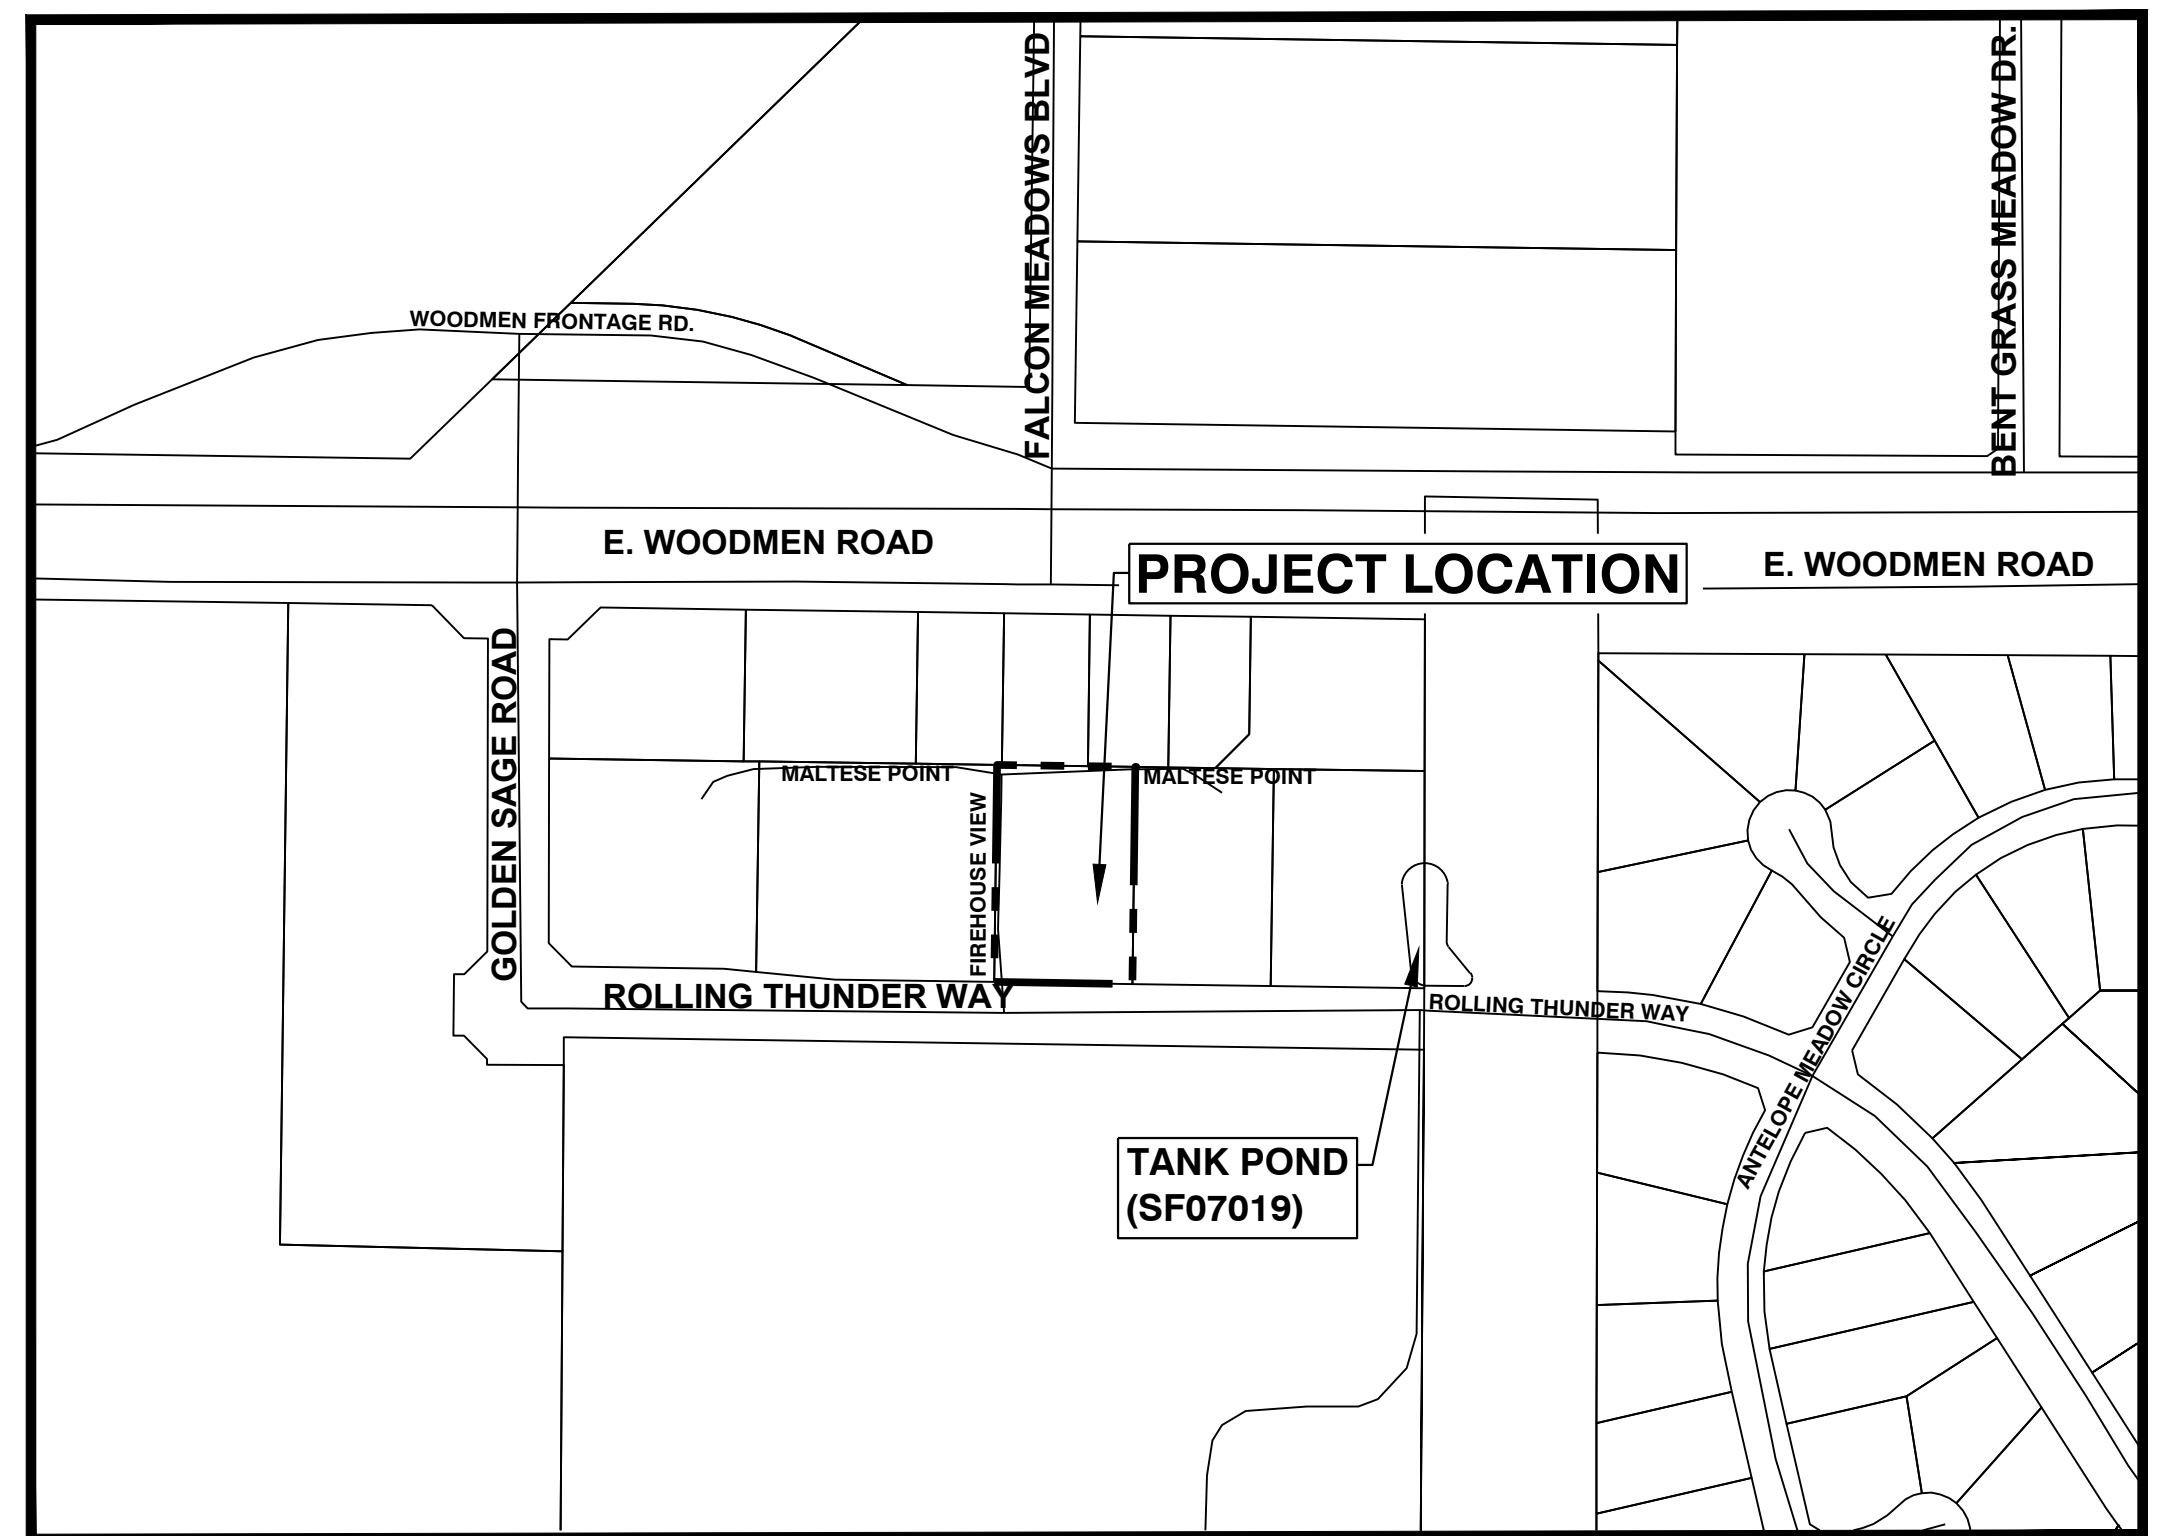 FALCON MEADOWS BLVD
BENT GRASS MEADOW DR.
WOODMEN FRONTAGE RD.
E. WOODMEN ROAD
PROJECT LOCATION
E. WOODMEN ROAD
GOLDEN SAGE ROAD
MALTESE POINT
MALTESE POINT
FIREHOUSE VIEW
ROLLING THUNDER WAY
ROLLING THUNDER WAY
ANTELOPE MEADOW CIRCLE
TANK POND
(SF07019)